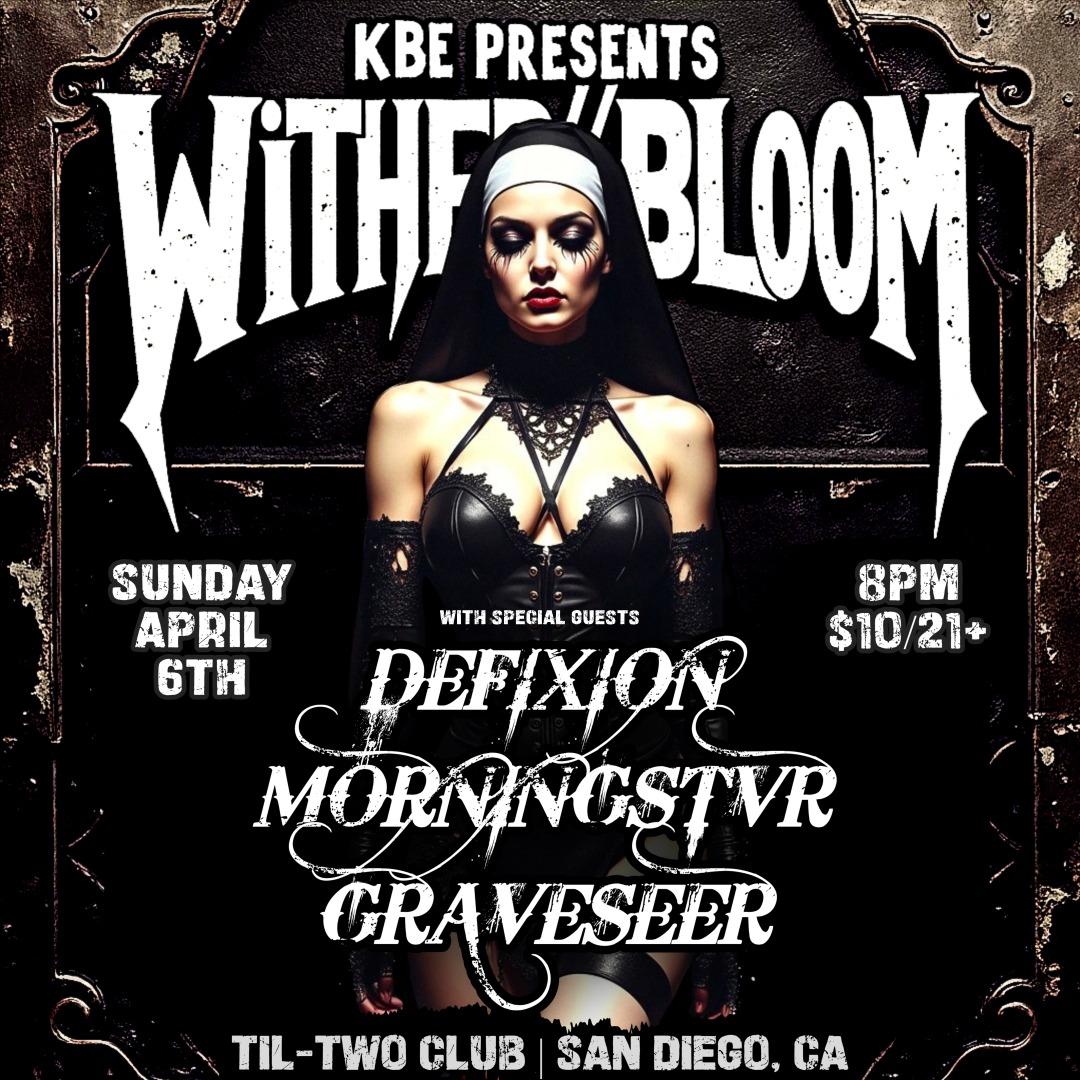 KBE PRESENTS
WiTHER//BLOOM
SUNDAY
APRIL
6TH
8PM
$10/21+
WITH SPECIAL GUESTS
DEFIXION
MORNINGSTVR
GRAVESEER
TIL-TWO CLUB | SAN DIEGO, CA